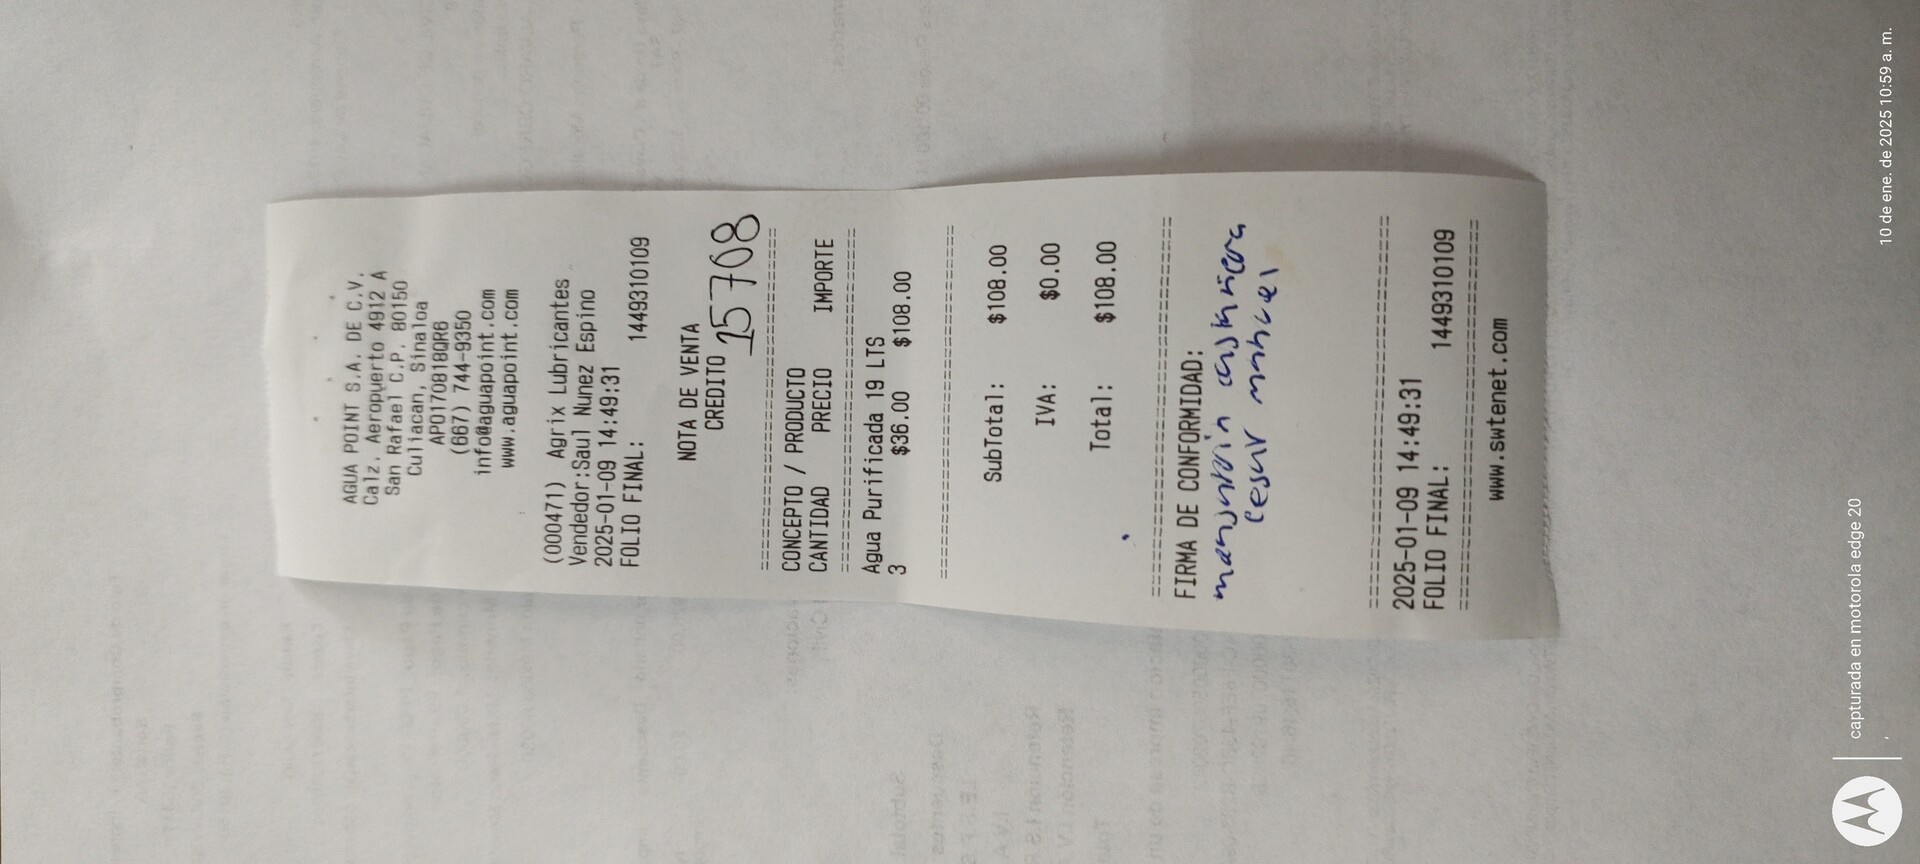 AGUA POINT S.A. DE C.V.
Calz. Aeropuerto 4912 A
San Rafael C.P. 80150
Culiacan, Sinaloa
APO170818QR6
(667) 744-9350
info@aguapoint.com
www.aguapoint.com
(000471) Agrix Lubricantes
Vendedor:Saul Nunez Espino
2025-01-09 14:49:31
FOLIO FINAL: 1449310109
NOTA DE VENTA
CREDITO
15708
==============================
CONCEPTO / PRODUCTO
CANTIDAD PRECIO IMPORTE
==============================
Agua Purificada 19 LTS
3 $36.00 $108.00
==============================
SubTotal: $108.00
IVA: $0.00
Total: $108.00
==============================
FIRMA DE CONFORMIDAD:
cesar manuel
==============================
2025-01-09 14:49:31
FOLIO FINAL: 1449310109
==============================
www.swtenet.com
capturada en motorola edge 20
10 de ene. de 2025 10:59 a. m.